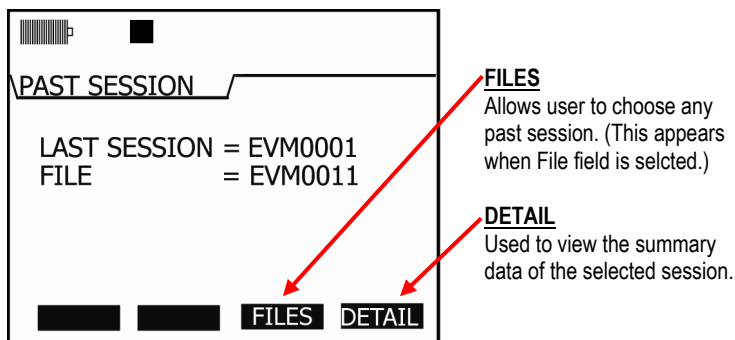 PAST SESSION
LAST SESSION = EVM0001
FILE = EVM0011
FILES DETAIL
FILES
Allows user to choose any
past session. (This appears
when File field is selcted.)
DETAIL
Used to view the summary
data of the selected session.